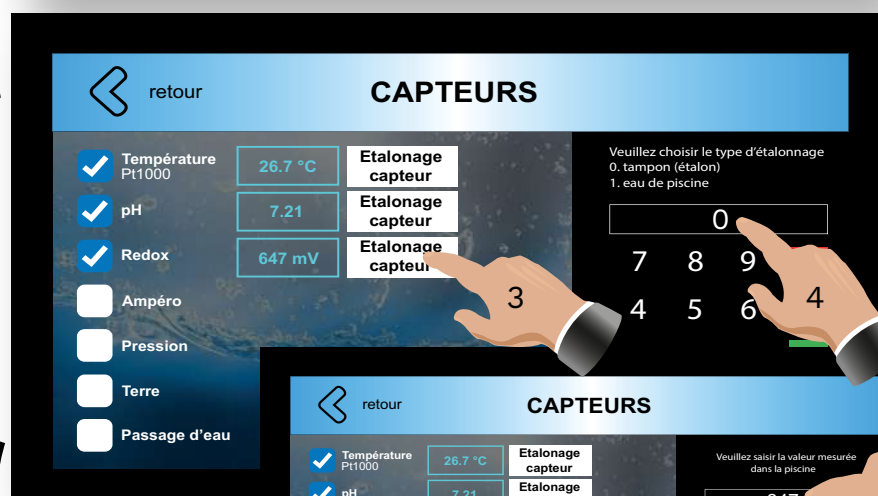 retour
CAPTEURS
Température
Pt1000
26.7 °C
Etalonage
capteur
pH
7.21
Etalonage
capteur
Redox
647 mV
Etalonage
capteur
Ampéro
Pression
Terre
Passage d'eau
3
Veuillez choisir le type d'étalonnage
0. tampon (étalon)
1. eau de piscine
0
7 8 9
4 5 6
4
retour
CAPTEURS
Température
Pt1000
26.7 °C
Etalonage
capteur
pH
7.21
Etalonage
Veuillez saisir la valeur mesurée
dans la piscine